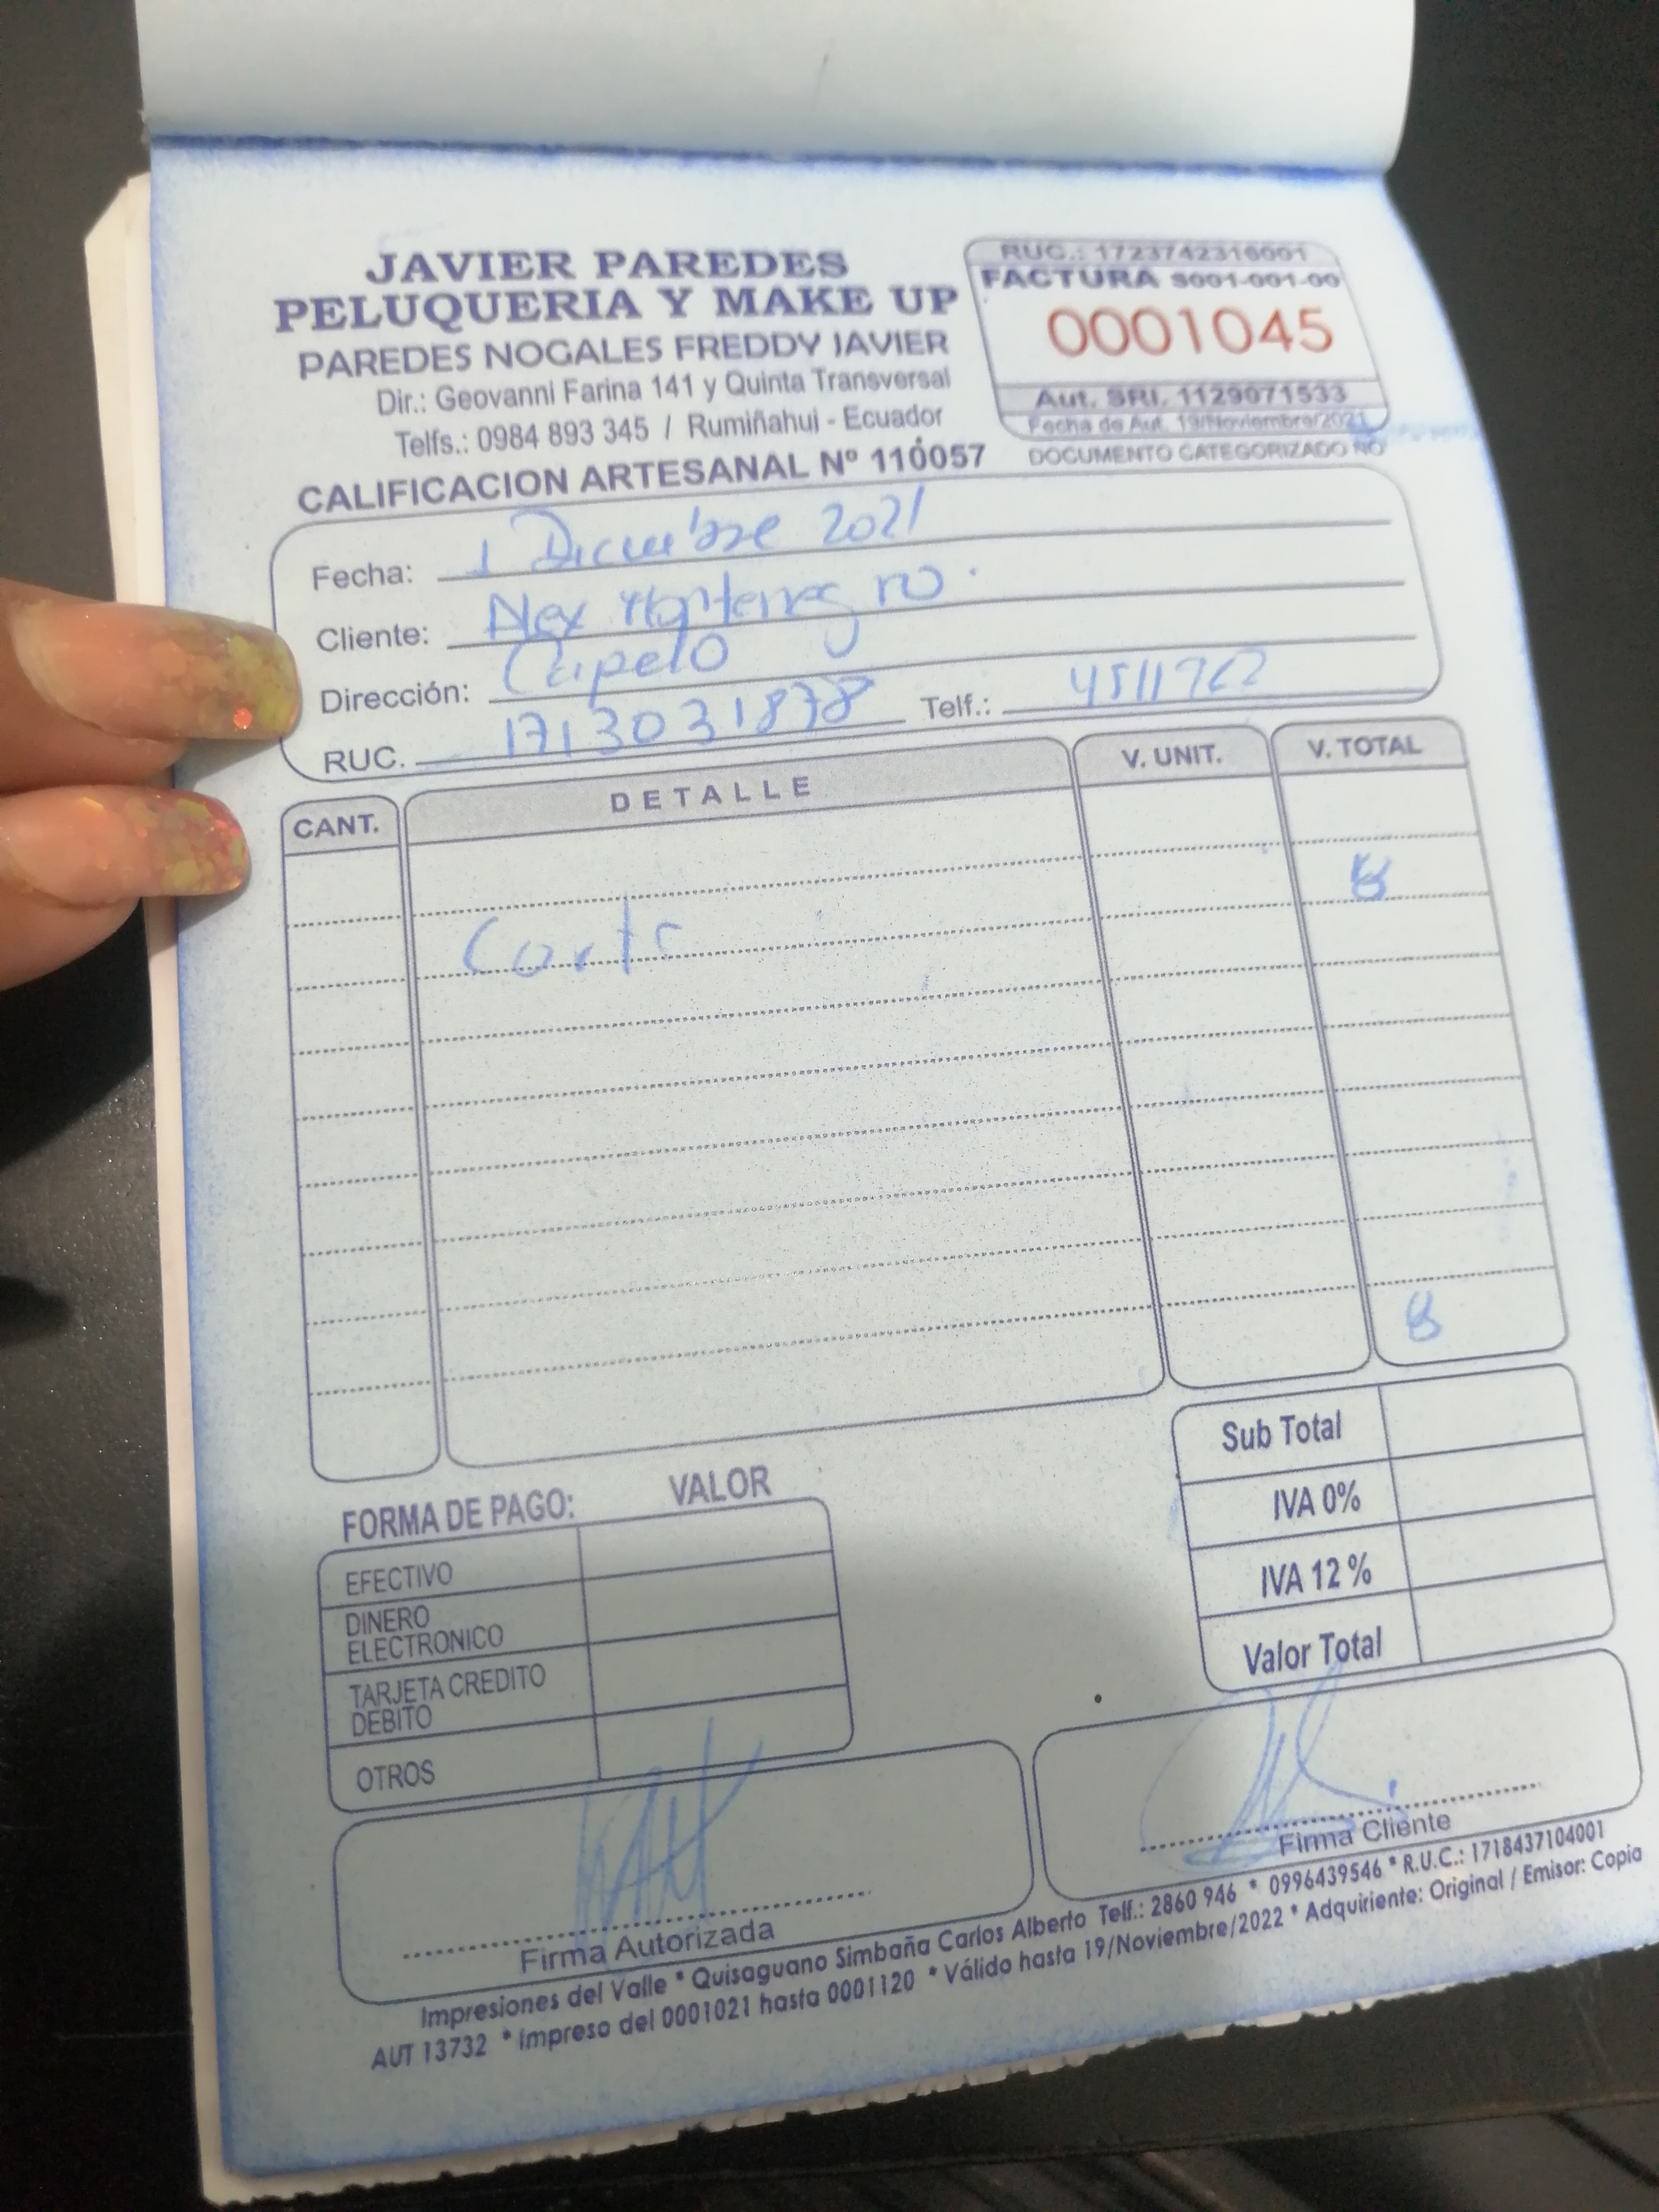 JAVIER PAREDES
PELUQUERIA Y MAKE UP
PAREDES NOGALES FREDDY JAVIER
Dir.: Geovanni Farina 141 y Quinta Transversal
Telfs.: 0984 893 345 / Rumiñahui - Ecuador
CALIFICACION ARTESANAL Nº 110057
RUC.: 1723742316001
FACTURA S001-001-00
0001045
Aut. SRI. 1129071533
Fecha de Aut. 19/Noviembre/2021
DOCUMENTO CATEGORIZADO NO
Fecha: 1 Diciembre 2021
Cliente: Alex Montenegro.
Dirección: Capelo
RUC. 1713031878 Telf.: 4511762
CANT. DETALLE V. UNIT. V. TOTAL
Corte 8
8
Sub Total
IVA 0%
IVA 12 %
Valor Total
FORMA DE PAGO: VALOR
EFECTIVO
DINERO
ELECTRONICO
TARJETA CREDITO
DEBITO
OTROS
Firma Autorizada
Firma Cliente
Impresiones del Valle * Quisaguano Simbaña Carlos Alberto Telf.: 2860 946 * 0996439546 * R.U.C.: 1718437104001
AUT 13732 * Impreso del 0001021 hasta 0001120 * Válido hasta 19/Noviembre/2022 * Adquiriente: Original / Emisor: Copia